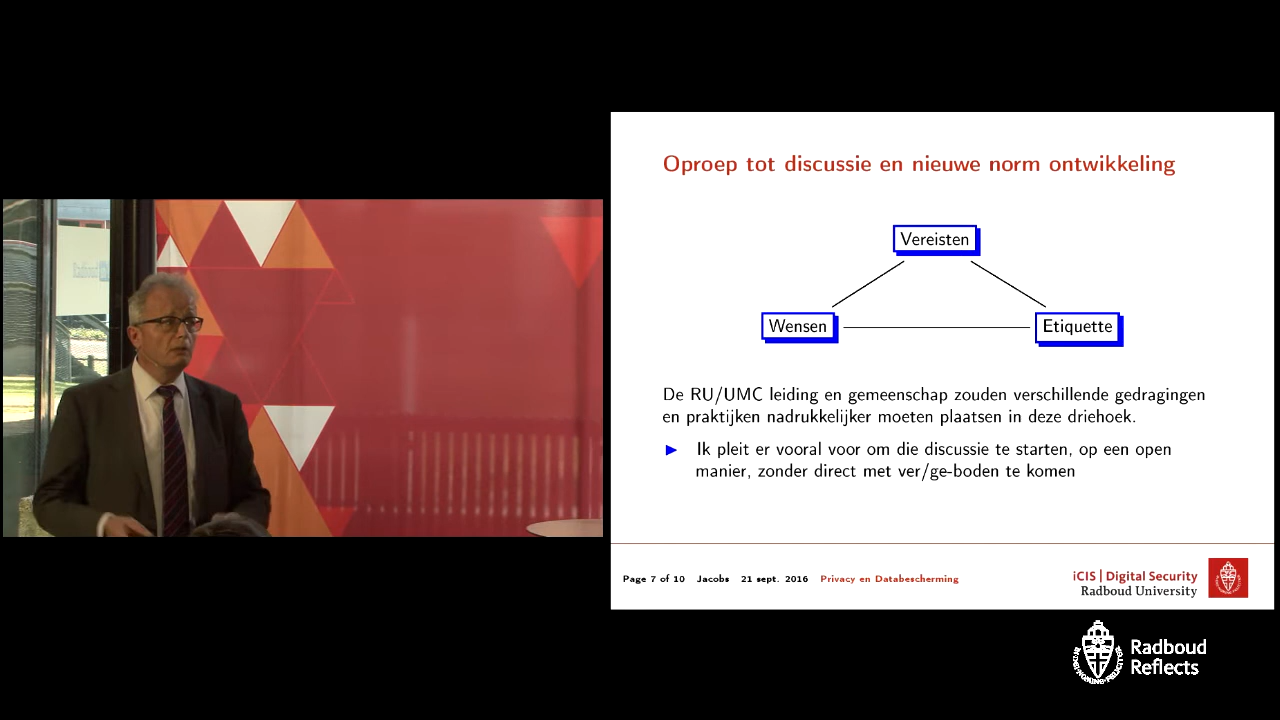 Oproep tot discussie en nieuwe norm ontwikkeling
Vereisten
Wensen
Etiquette
De RU/UMC leiding en gemeenschap zouden verschillende gedragingen
en praktijken nadrukkelijker moeten plaatsen in deze driehoek.
Ik pleit er vooral voor om die discussie te starten, op een open
manier, zonder direct met ver/ge-boden te komen
Page 7 of 10 Jacobs 21 sept. 2016 Privacy en Databescherming
iCIS | Digital Security
Radboud University
Radboud
Reflects